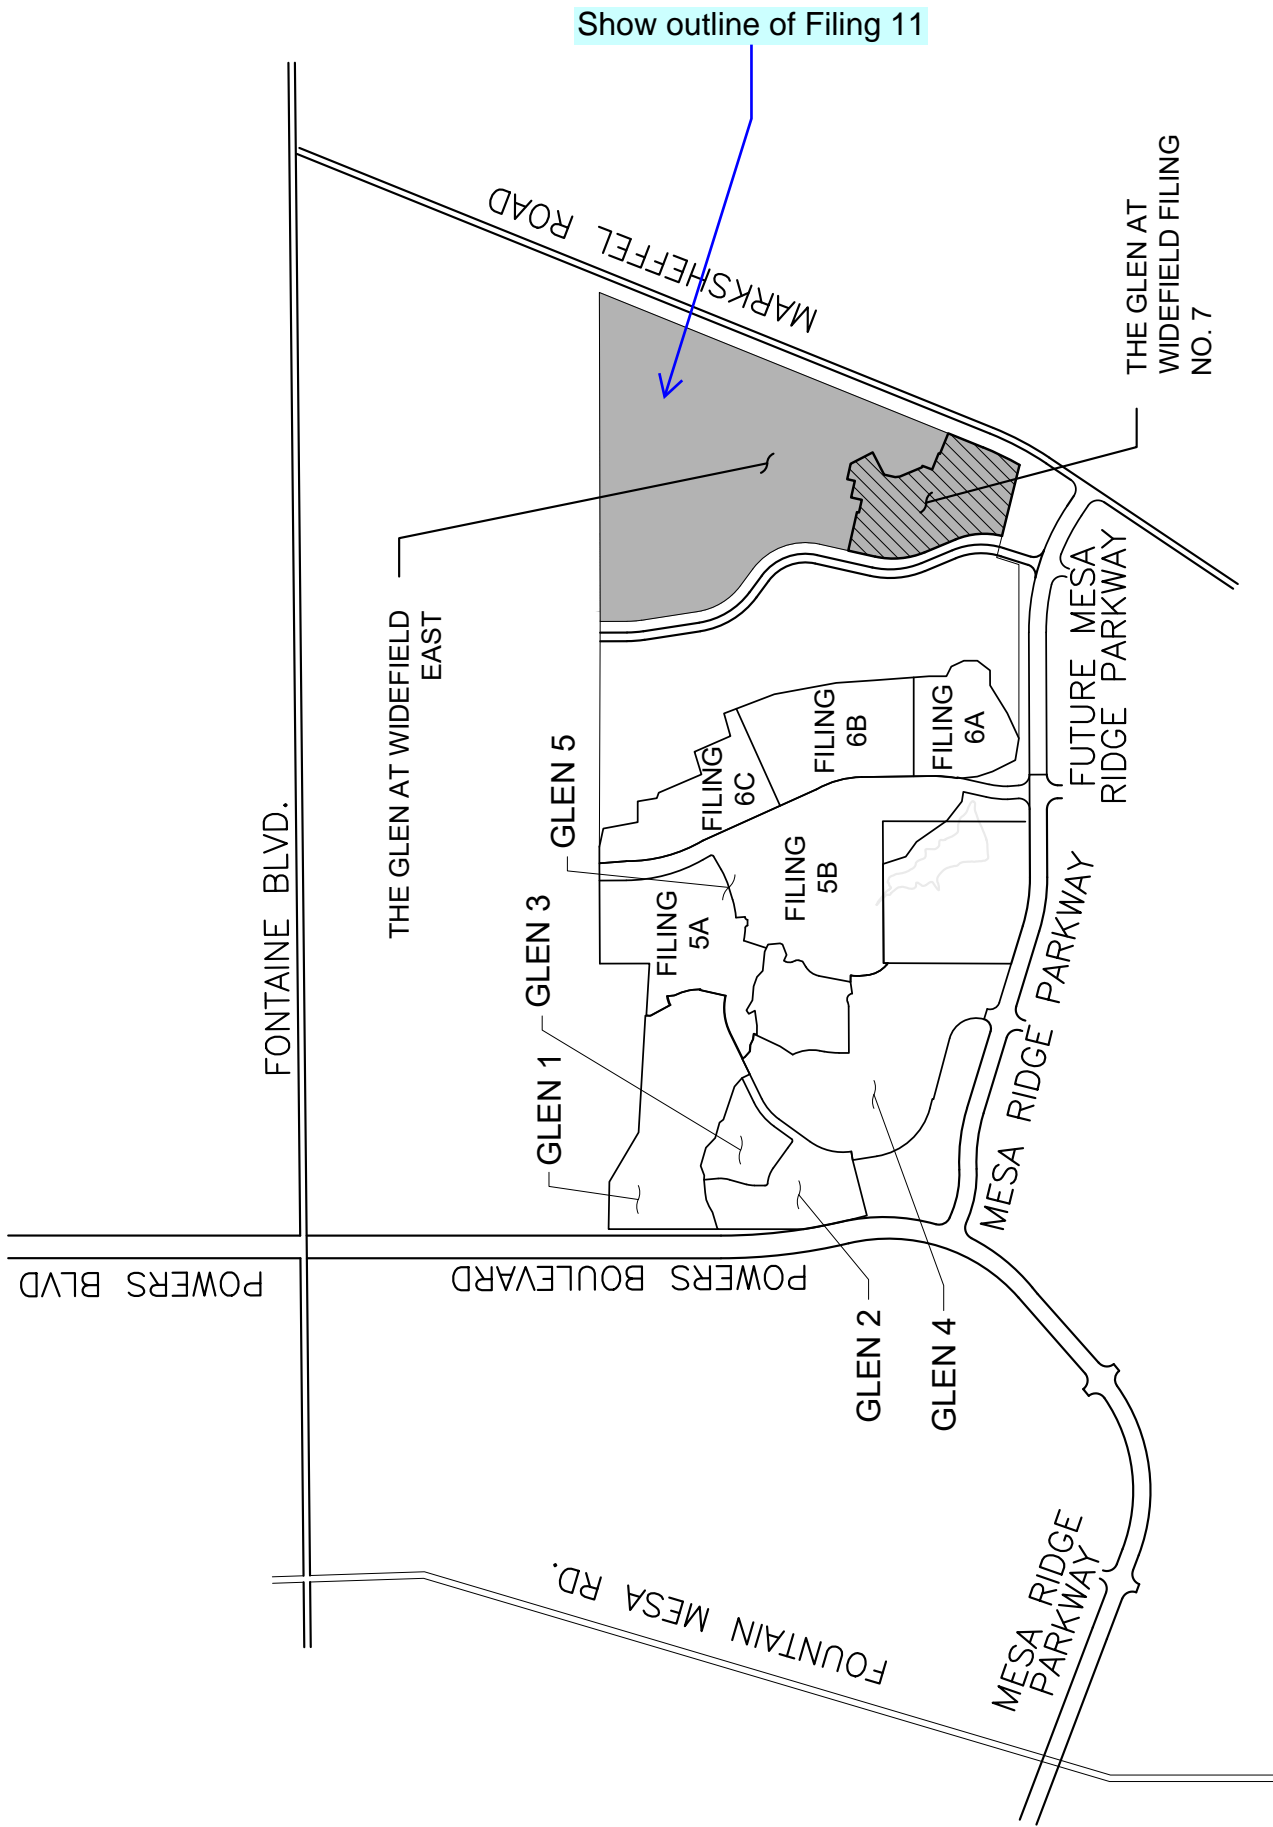 Show outline of Filing 11
MARKSHEFFEL ROAD
THE GLEN AT
WIDEFIELD FILING
NO. 7
THE GLEN AT WIDEFIELD
EAST
FONTAINE BLVD.
GLEN 5
GLEN 3
GLEN 1
FILING
6C
FILING
6B
FILING
6A
FILING
5A
FILING
5B
FUTURE MESA
RIDGE PARKWAY
MESA RIDGE PARKWAY
POWERS BLVD
POWERS BOULEVARD
GLEN 2
GLEN 4
FOUNTAIN MESA RD.
MESA RIDGE
PARKWAY